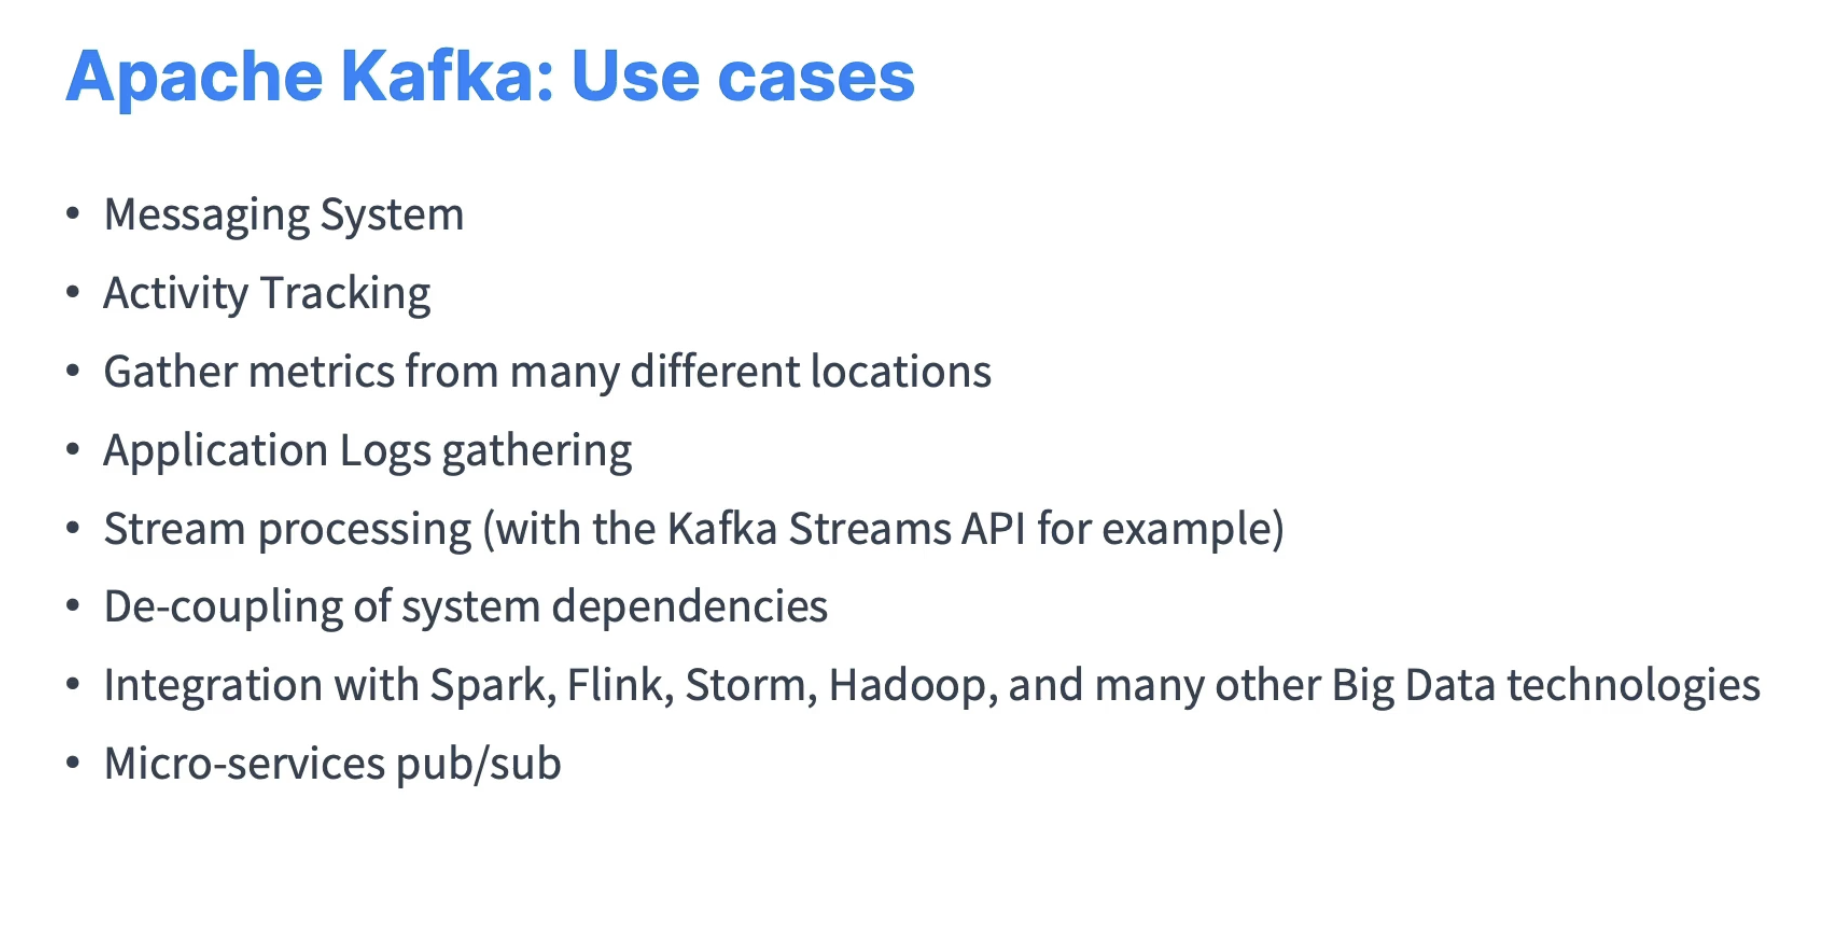 Apache Kafka: Use cases
• Messaging System
• Activity Tracking
• Gather metrics from many different locations
• Application Logs gathering
• Stream processing (with the Kafka Streams API for example)
• De-coupling of system dependencies
• Integration with Spark, Flink, Storm, Hadoop, and many other Big Data technologies
• Micro-services pub/sub